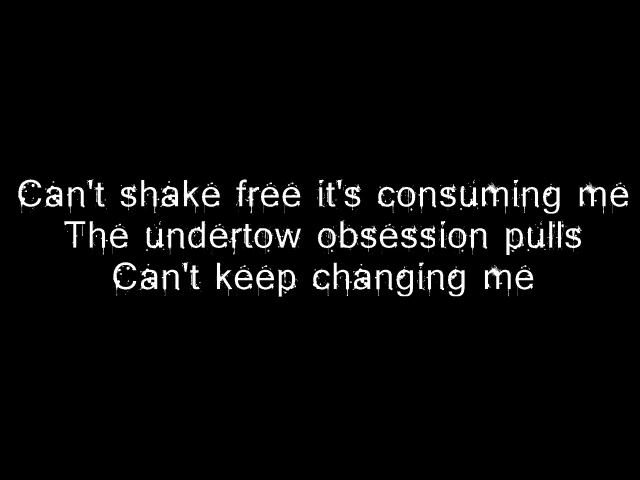 Can't shake free it's consuming me
The undertow obsession pulls
Can't keep changing me